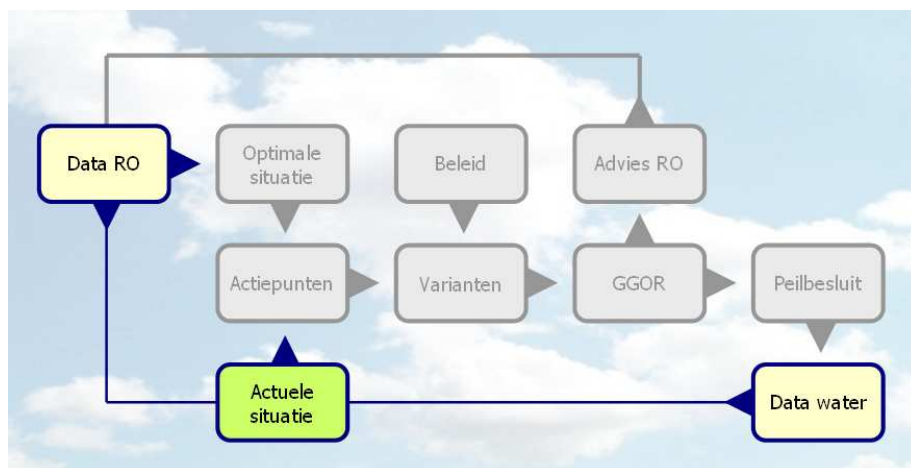 Data RO
Optimale
situatie
Beleid
Advies RO
Actiepunten
Varianten
GGOR
Peilbesluit
Actuele
situatie
Data water